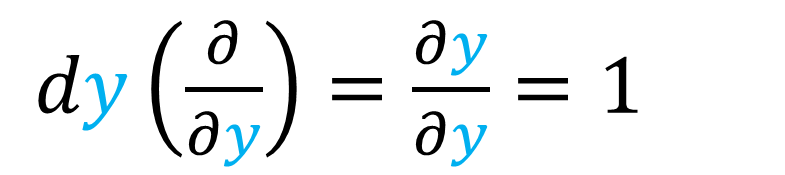 dy(∂/∂y) = ∂y/∂y = 1